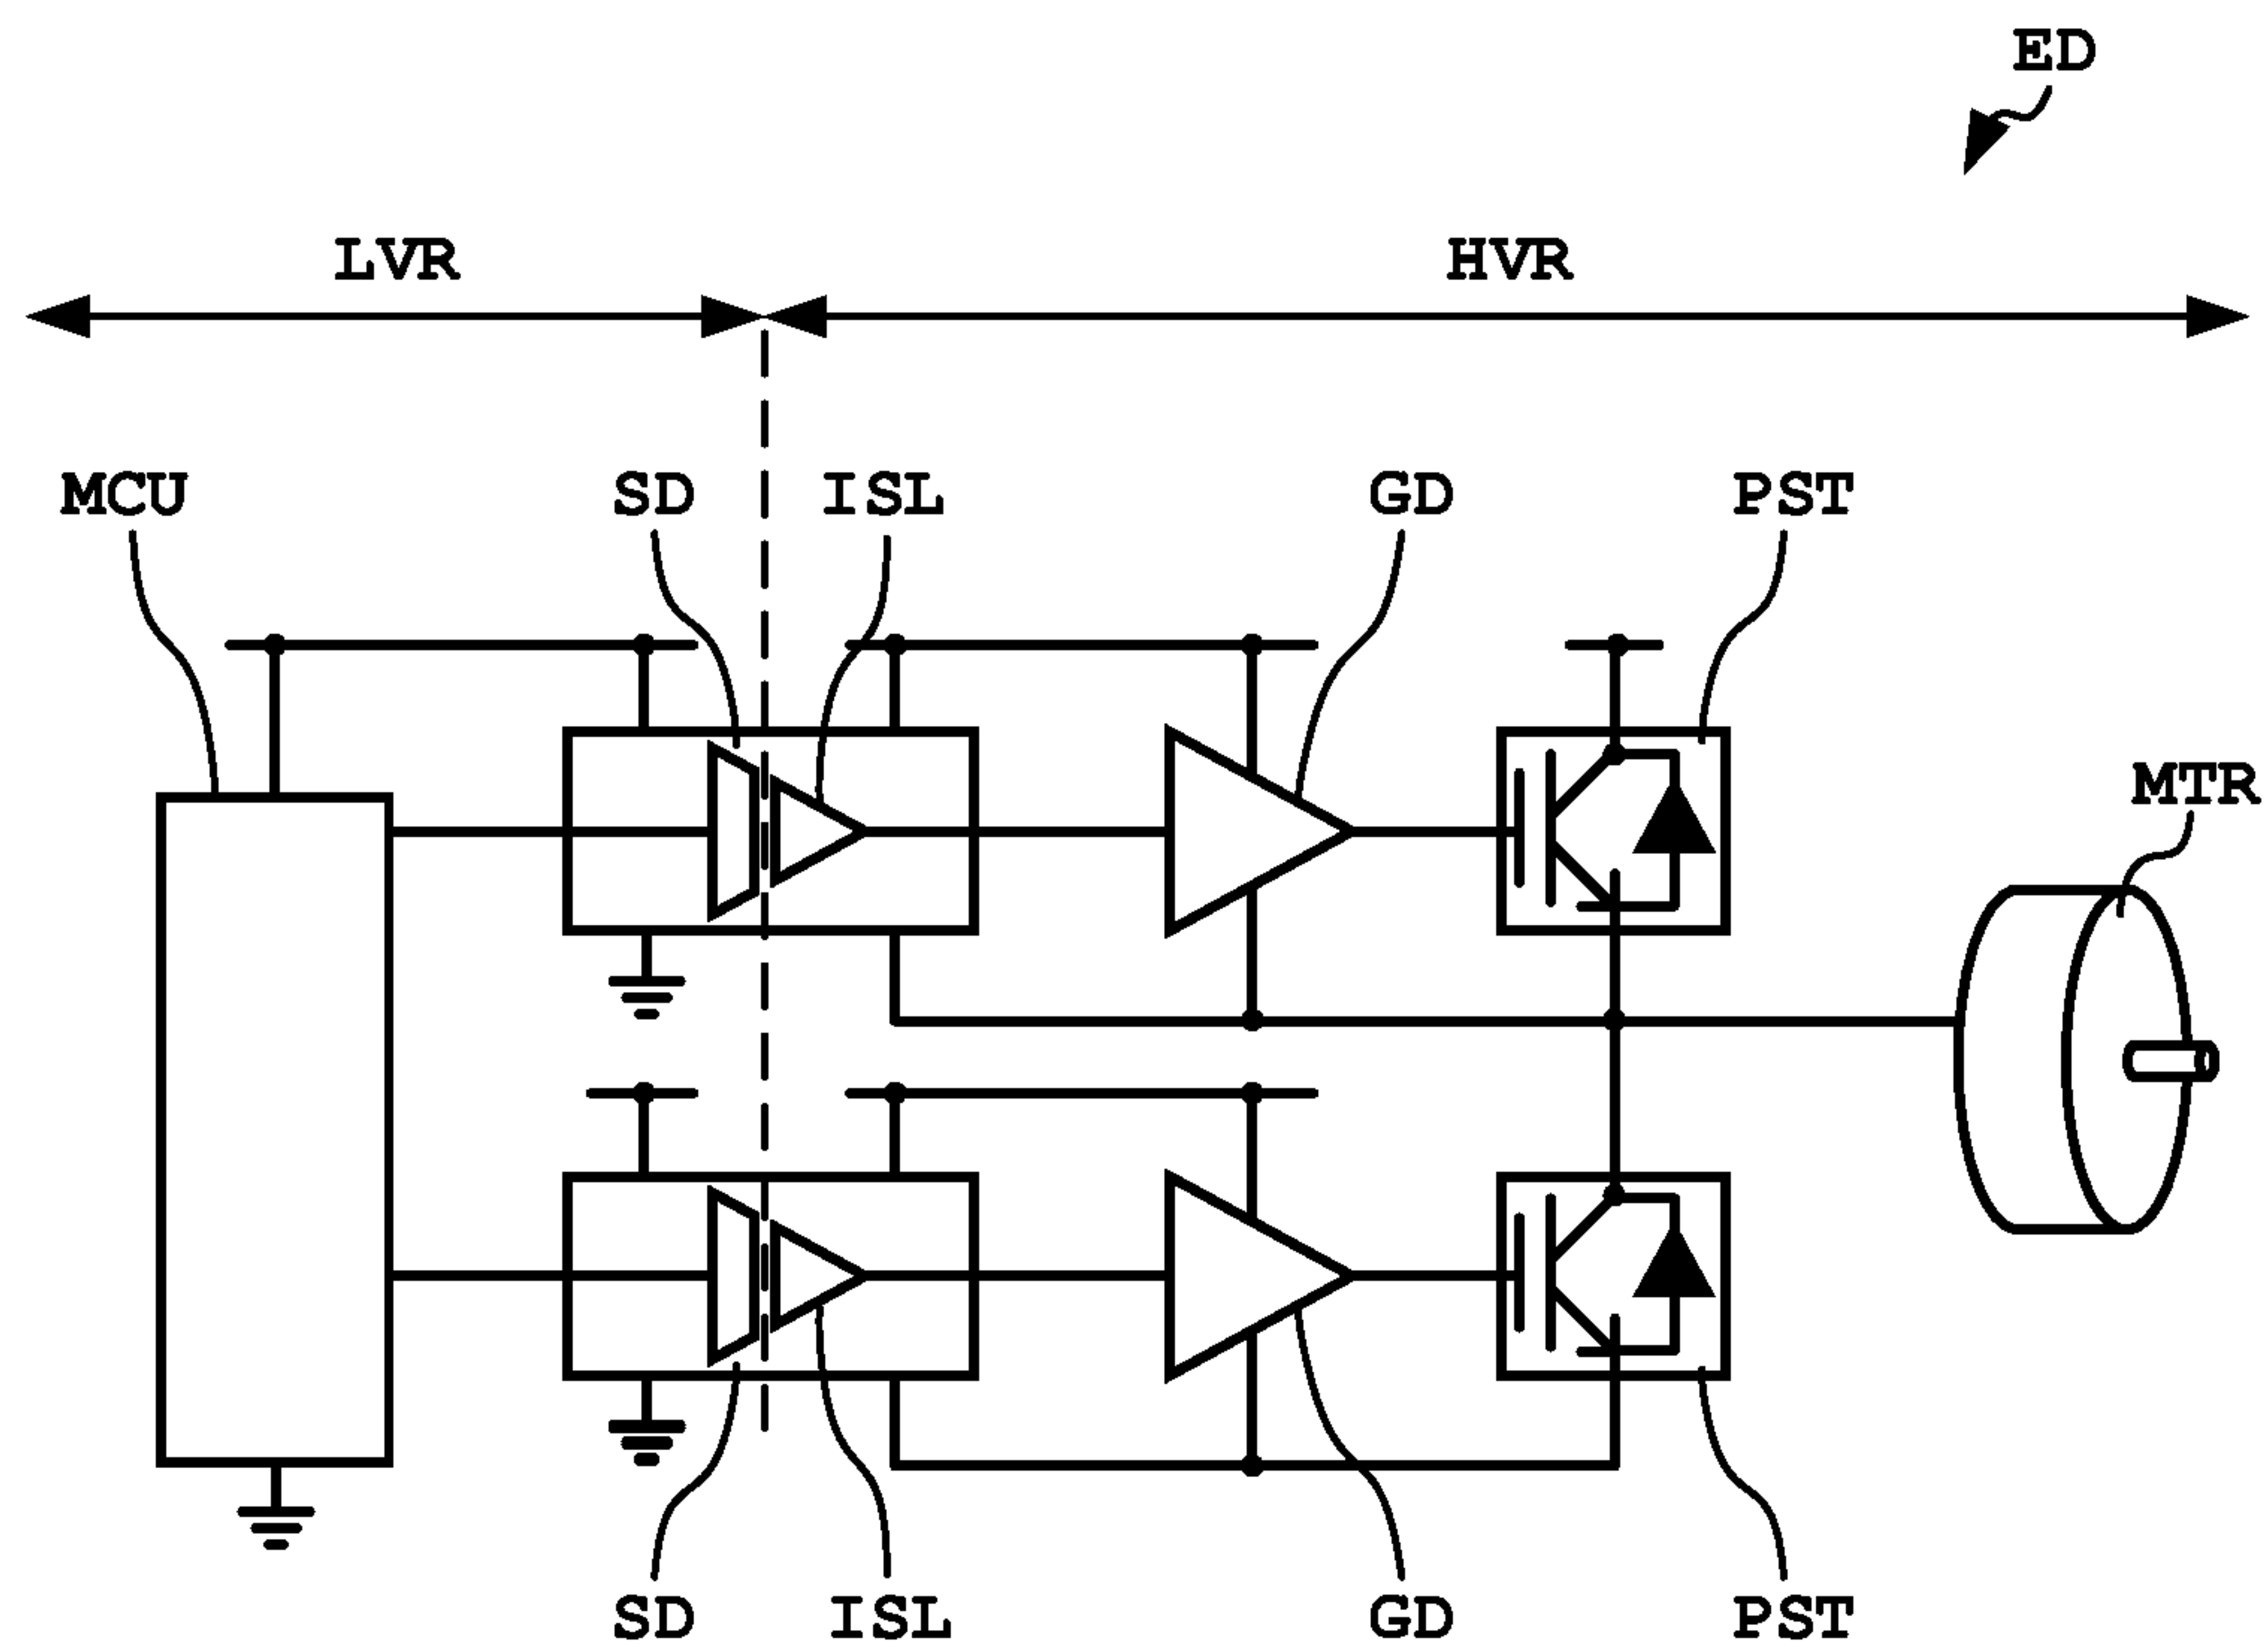 ED
LVR HVR
MCU SD ISL GD PST
MTR
SD ISL GD PST